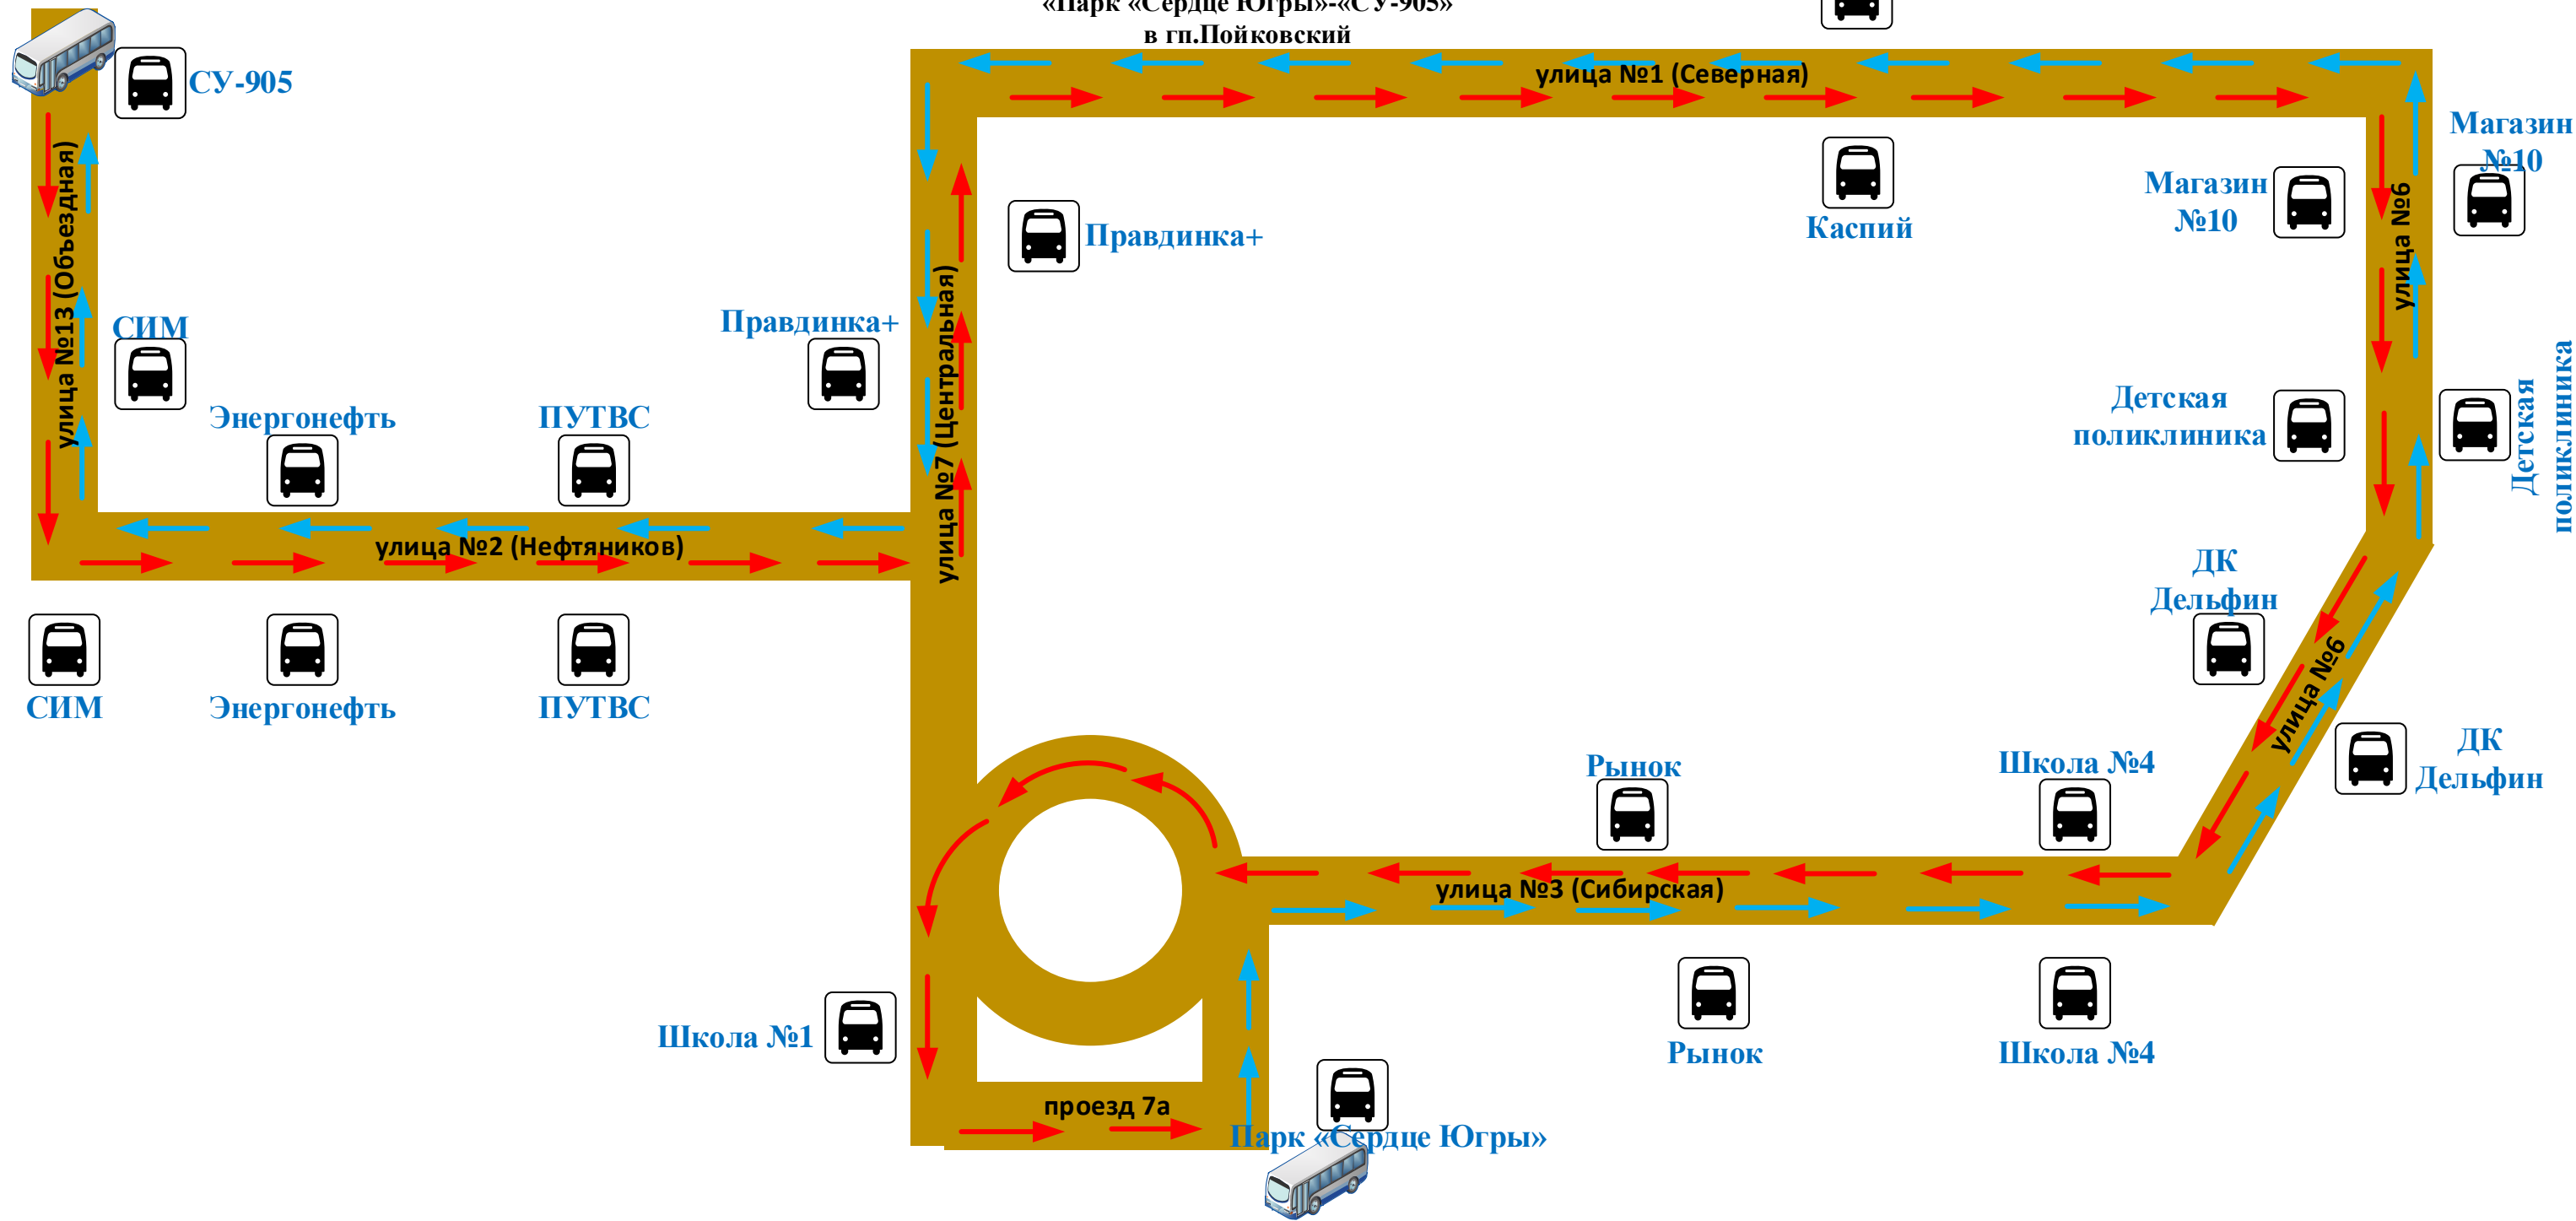 «Парк «Сердце Югры»-«СУ-905»
в гп.Пойковский
СУ-905
улица №1 (Северная)
Магазин
№10
Магазин
№10
Каспий
улица №6
Правдинка+
улица №13 (Объездная)
СИМ
Правдинка+
улица №7 (Центральная)
Энергонефть
ПУТВС
Детская
поликлиника
Детская
поликлиника
улица №2 (Нефтяников)
ДК
Дельфин
СИМ
Энергонефть
ПУТВС
улица №6
ДК
Дельфин
Рынок
Школа №4
улица №3 (Сибирская)
Школа №1
Рынок
Школа №4
проезд 7а
Парк «Сердце Югры»